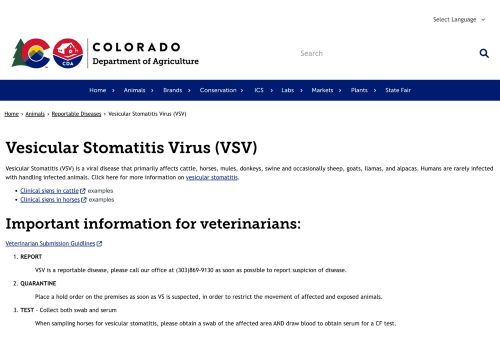 Select Language
CO CDA COLORADO
Department of Agriculture
Search
Home Animals Brands Conservation ICS Labs Markets Plants State Fair
Home › Animals › Reportable Diseases › Vesicular Stomatitis Virus (VSV)
Vesicular Stomatitis Virus (VSV)
Vesicular Stomatitis (VSV) is a viral disease that primarily affects cattle, horses, mules, donkeys, swine and occasionally sheep, goats, llamas, and alpacas. Humans are rarely infected
with handling infected animals. Click here for more information on vesicular stomatitis.
• Clinical signs in cattle examples
• Clinical signs in horses examples
Important information for veterinarians:
Veterinarian Submission Guidlines
1. REPORT
VSV is a reportable disease, please call our office at (303)869-9130 as soon as possible to report suspicion of disease.
2. QUARANTINE
Place a hold order on the premises as soon as VS is suspected, in order to restrict the movement of affected and exposed animals.
3. TEST – Collect both swab and serum
When sampling horses for vesicular stomatitis, please obtain a swab of the affected area AND draw blood to obtain serum for a CF test.